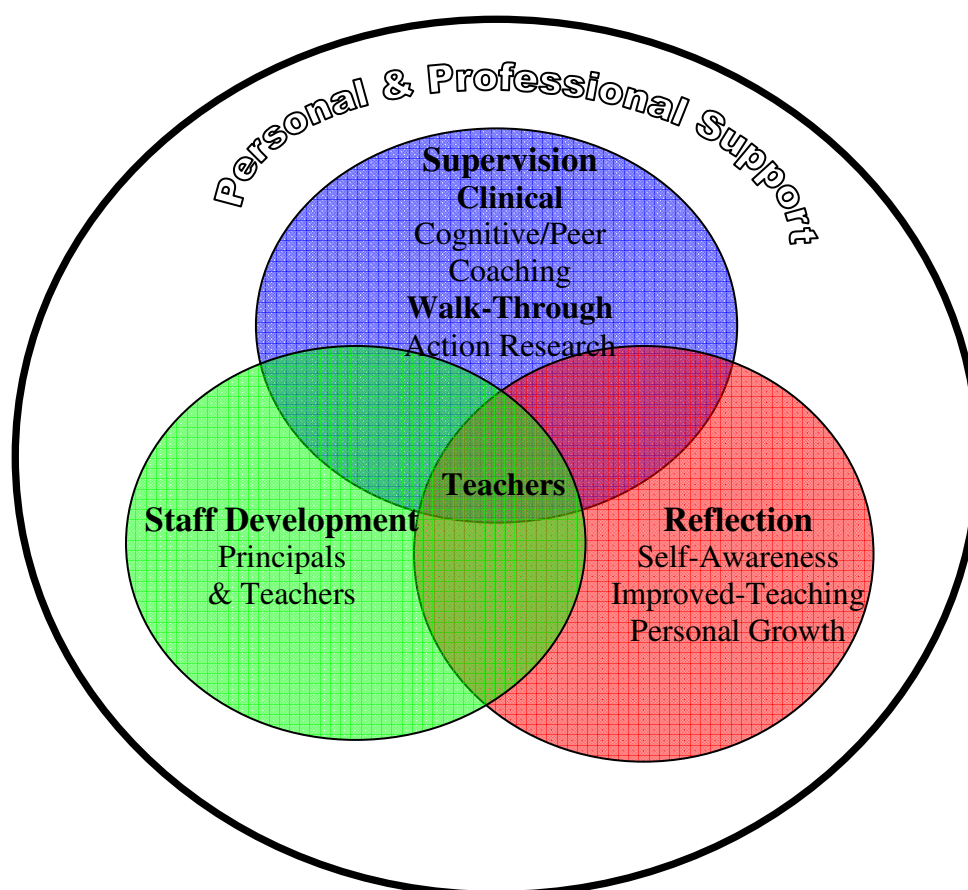 Personal & Professional Support
Supervision
Clinical
Cognitive/Peer
Coaching
Walk-Through
Action Research
Teachers
Staff Development
Principals
& Teachers
Reflection
Self-Awareness
Improved-Teaching
Personal Growth